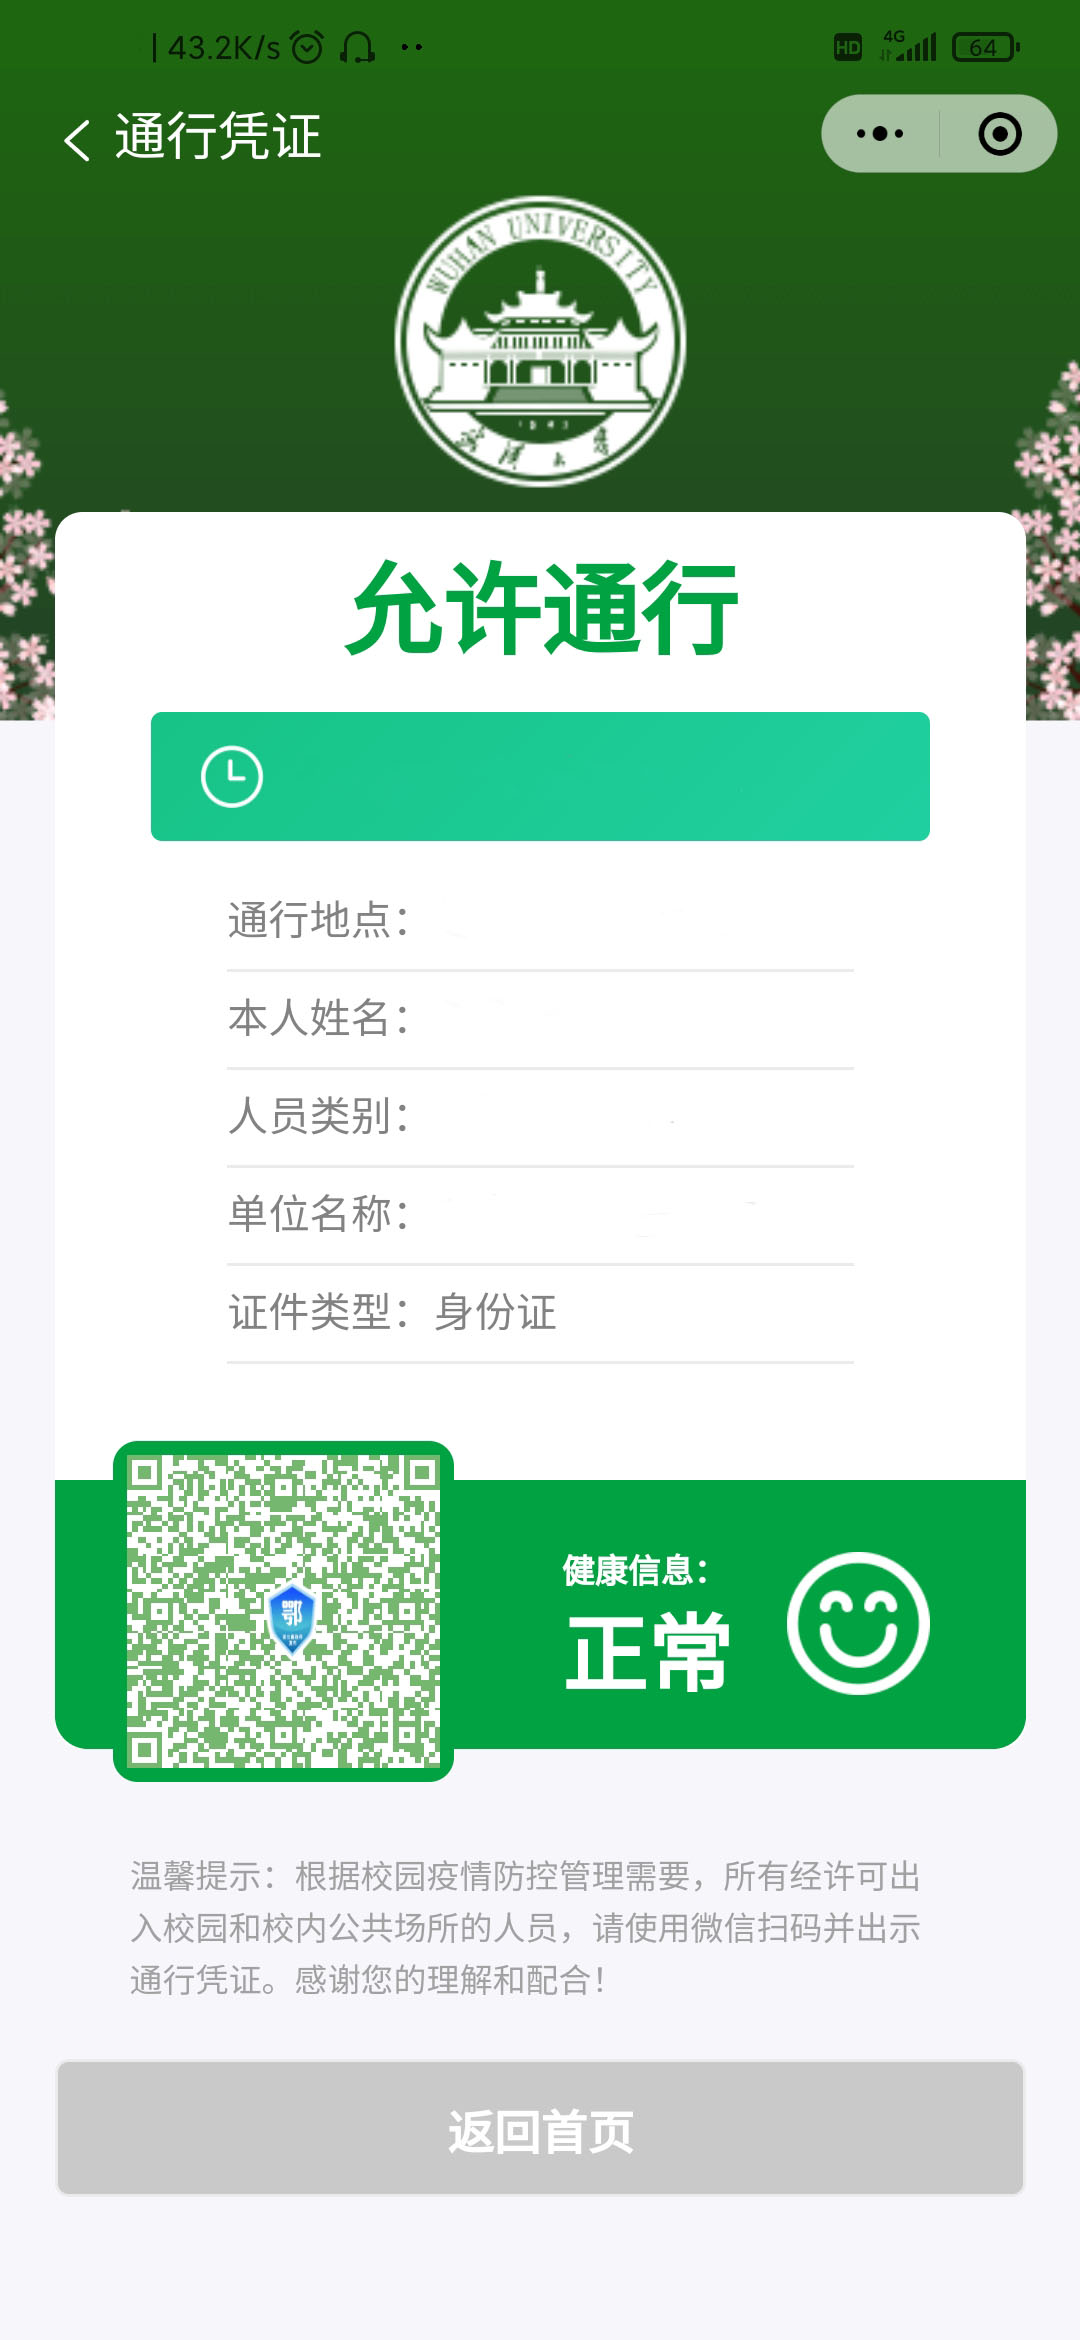 43.2K/s
HD 4G 64
通行凭证
WUHAN UNIVERSITY
允许通行
通行地点：
本人姓名：
人员类别：
单位名称：
证件类型：身份证
鄂
健康信息：
正常
温馨提示：根据校园疫情防控管理需要，所有经许可出
入校园和校内公共场所的人员，请使用微信扫码并出示
通行凭证。感谢您的理解和配合！
返回首页